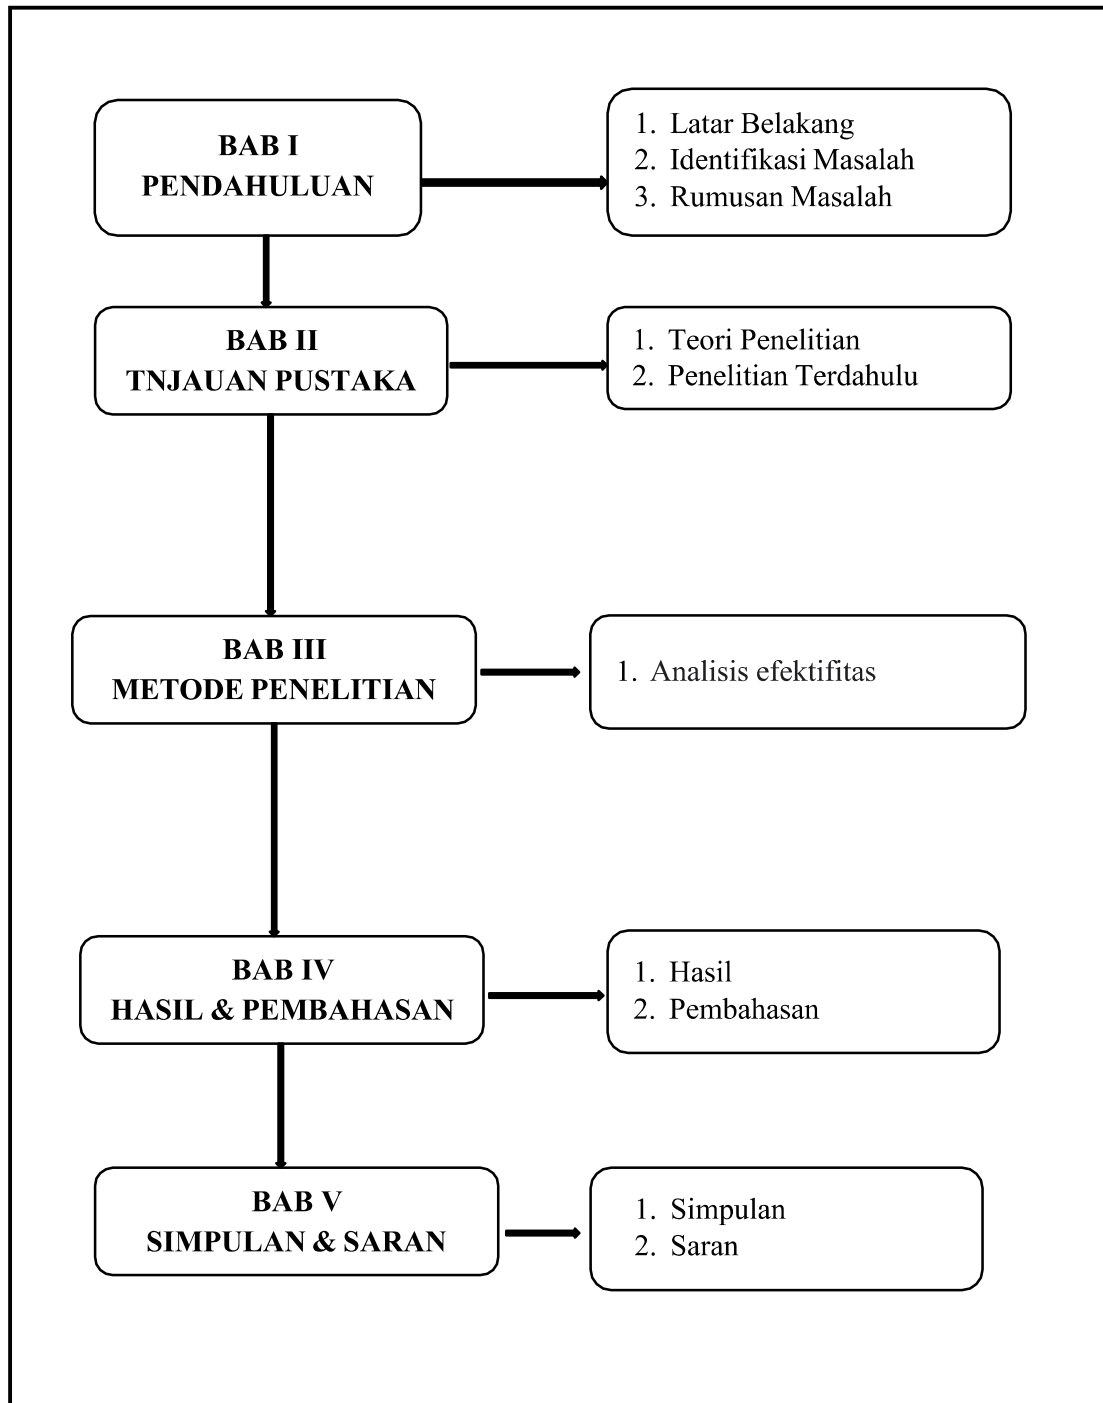 BAB I
PENDAHULUAN
1. Latar Belakang
2. Identifikasi Masalah
3. Rumusan Masalah
BAB II
TNJAUAN PUSTAKA
1. Teori Penelitian
2. Penelitian Terdahulu
BAB III
METODE PENELITIAN
1. Analisis efektifitas
BAB IV
HASIL & PEMBAHASAN
1. Hasil
2. Pembahasan
BAB V
SIMPULAN & SARAN
1. Simpulan
2. Saran